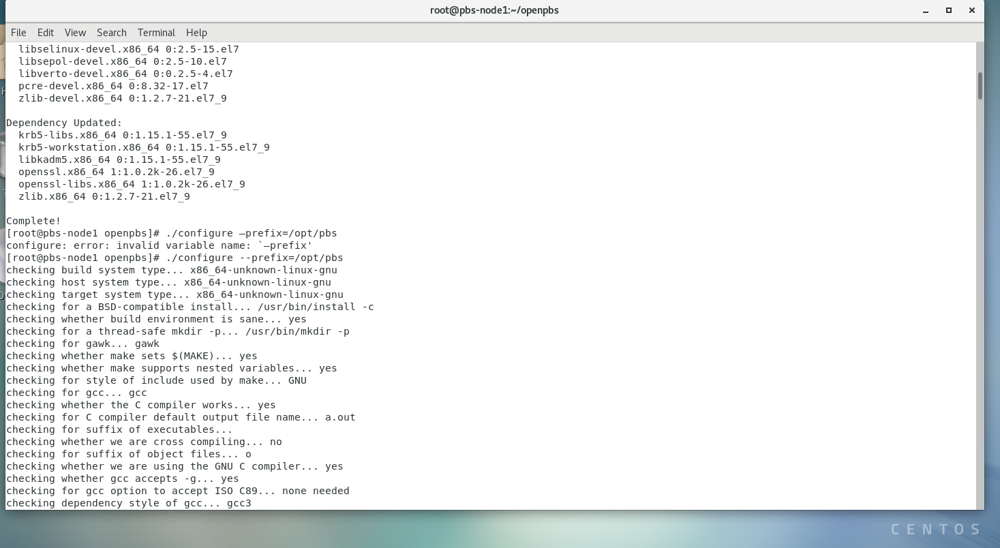 root@pbs-node1:~/openpbs
File Edit View Search Terminal Help
libselinux-devel.x86_64 0:2.5-15.el7
libsepol-devel.x86_64 0:2.5-10.el7
libverto-devel.x86_64 0:0.2.5-4.el7
pcre-devel.x86_64 0:8.32-17.el7
zlib-devel.x86_64 0:1.2.7-21.el7_9
Dependency Updated:
krb5-libs.x86_64 0:1.15.1-55.el7_9
krb5-workstation.x86_64 0:1.15.1-55.el7_9
libkadm5.x86_64 0:1.15.1-55.el7_9
openssl.x86_64 1:1.0.2k-26.el7_9
openssl-libs.x86_64 1:1.0.2k-26.el7_9
zlib.x86_64 0:1.2.7-21.el7_9
Complete!
[root@pbs-node1 openpbs]# ./configure –prefix=/opt/pbs
configure: error: invalid variable name: `–prefix'
[root@pbs-node1 openpbs]# ./configure --prefix=/opt/pbs
checking build system type... x86_64-unknown-linux-gnu
checking host system type... x86_64-unknown-linux-gnu
checking target system type... x86_64-unknown-linux-gnu
checking for a BSD-compatible install... /usr/bin/install -c
checking whether build environment is sane... yes
checking for a thread-safe mkdir -p... /usr/bin/mkdir -p
checking for gawk... gawk
checking whether make sets $(MAKE)... yes
checking whether make supports nested variables... yes
checking for style of include used by make... GNU
checking for gcc... gcc
checking whether the C compiler works... yes
checking for C compiler default output file name... a.out
checking for suffix of executables...
checking whether we are cross compiling... no
checking for suffix of object files... o
checking whether we are using the GNU C compiler... yes
checking whether gcc accepts -g... yes
checking for gcc option to accept ISO C89... none needed
checking dependency style of gcc... gcc3
CENTOS